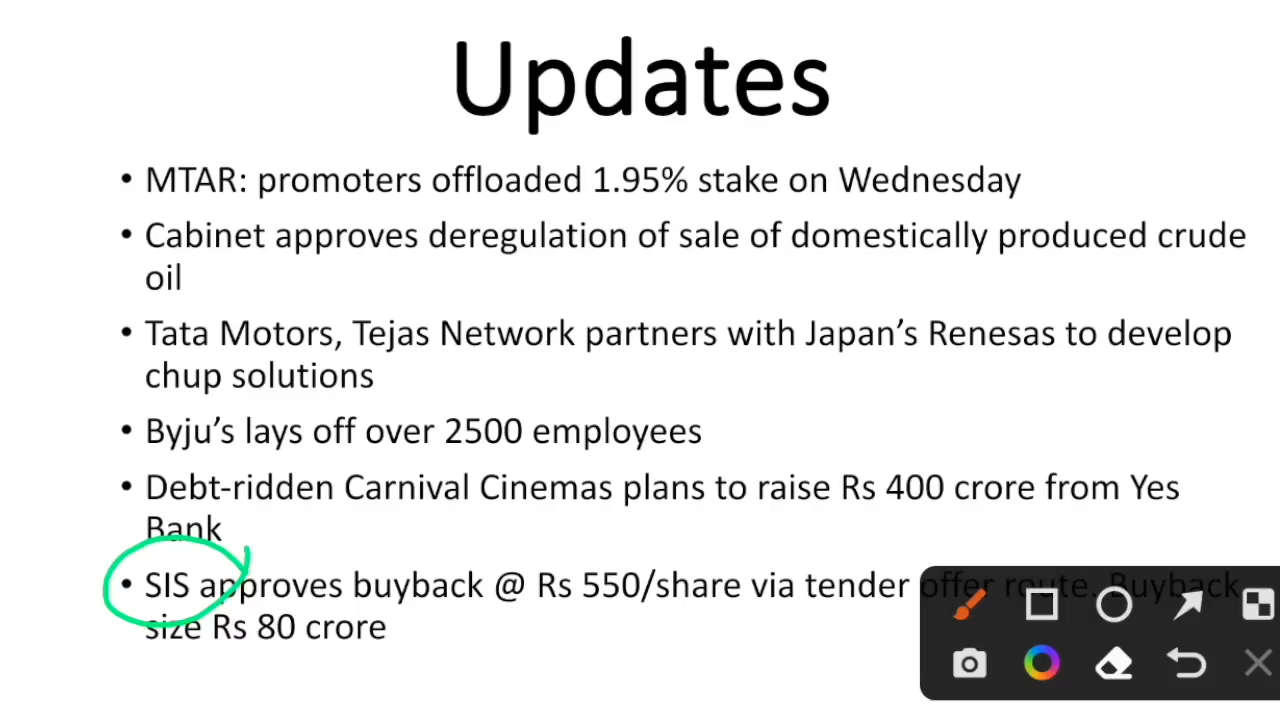 Updates
• MTAR: promoters offloaded 1.95% stake on Wednesday
• Cabinet approves deregulation of sale of domestically produced crude
oil
• Tata Motors, Tejas Network partners with Japan’s Renesas to develop
chup solutions
• Byju’s lays off over 2500 employees
• Debt-ridden Carnival Cinemas plans to raise Rs 400 crore from Yes
Bank
• SIS approves buyback @ Rs 550/share via tender offer route. Buyback
size Rs 80 crore